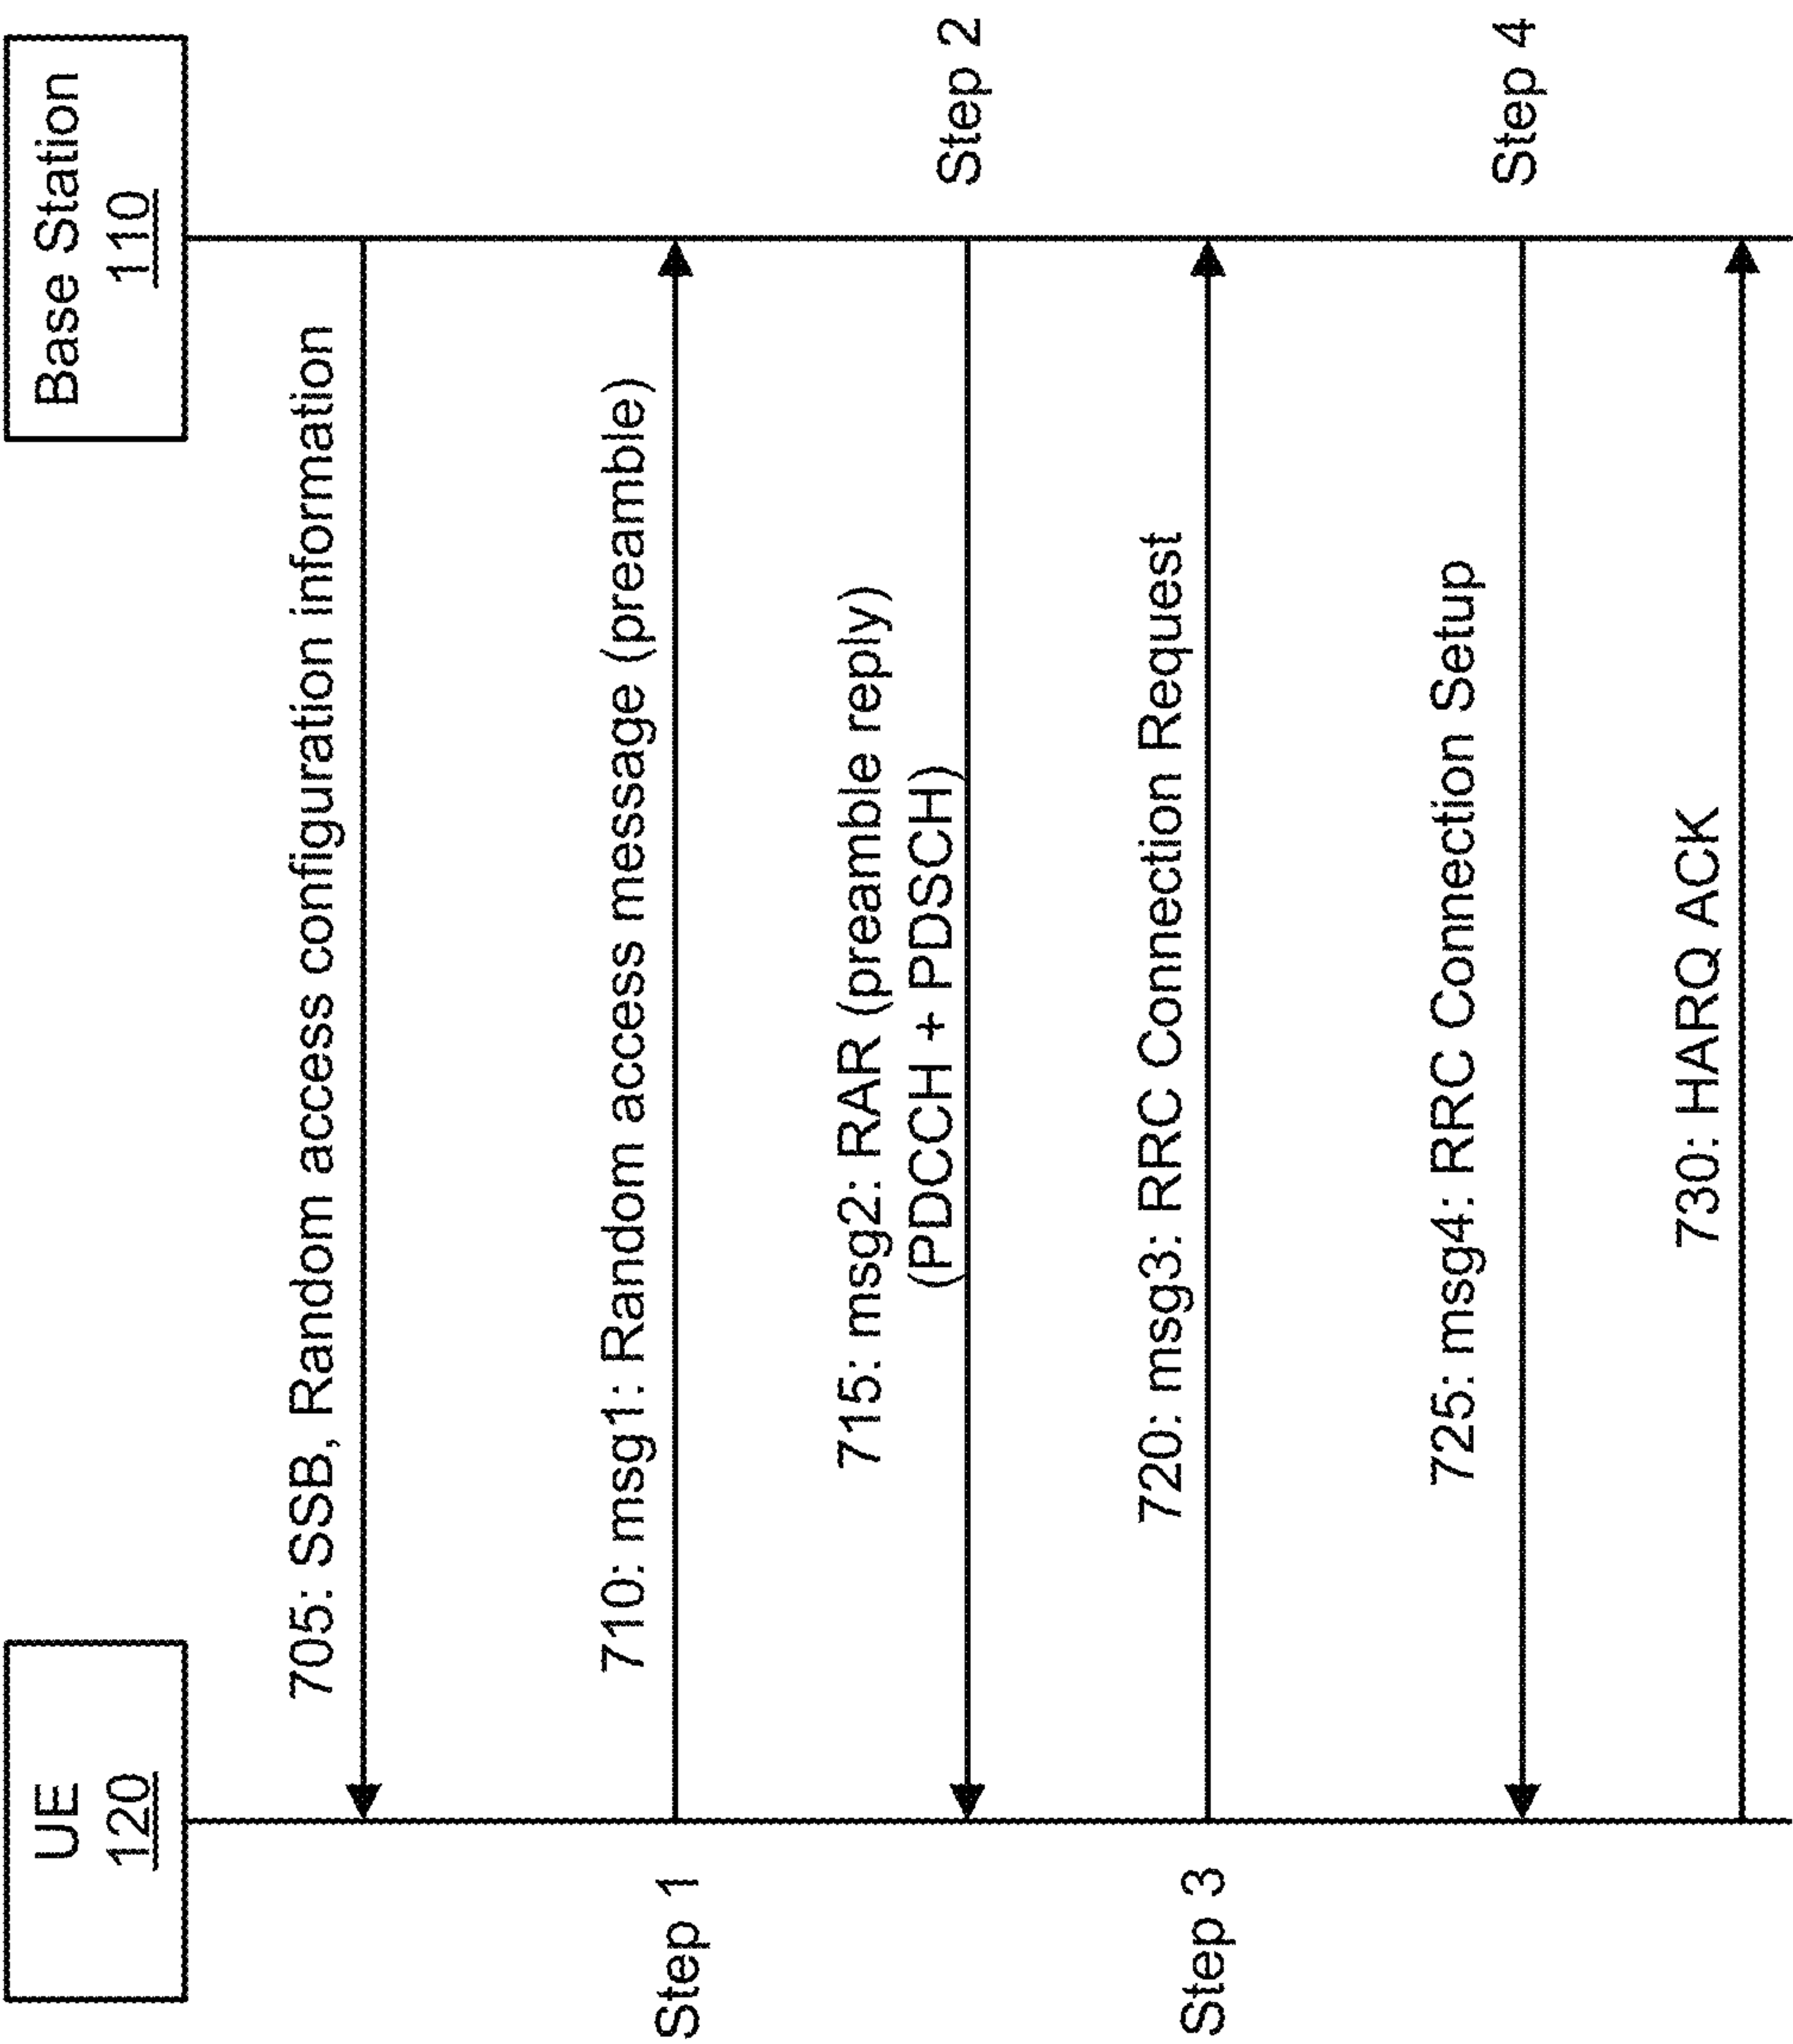 UE
120
Base Station
110
705: SSB, Random access configuration information
Step 1
710: msg1: Random access message (preamble)
715: msg2: RAR (preamble reply)
(PDCCH + PDSCH)
Step 2
Step 3
720: msg3: RRC Connection Request
725: msg4: RRC Connection Setup
Step 4
730: HARQ ACK